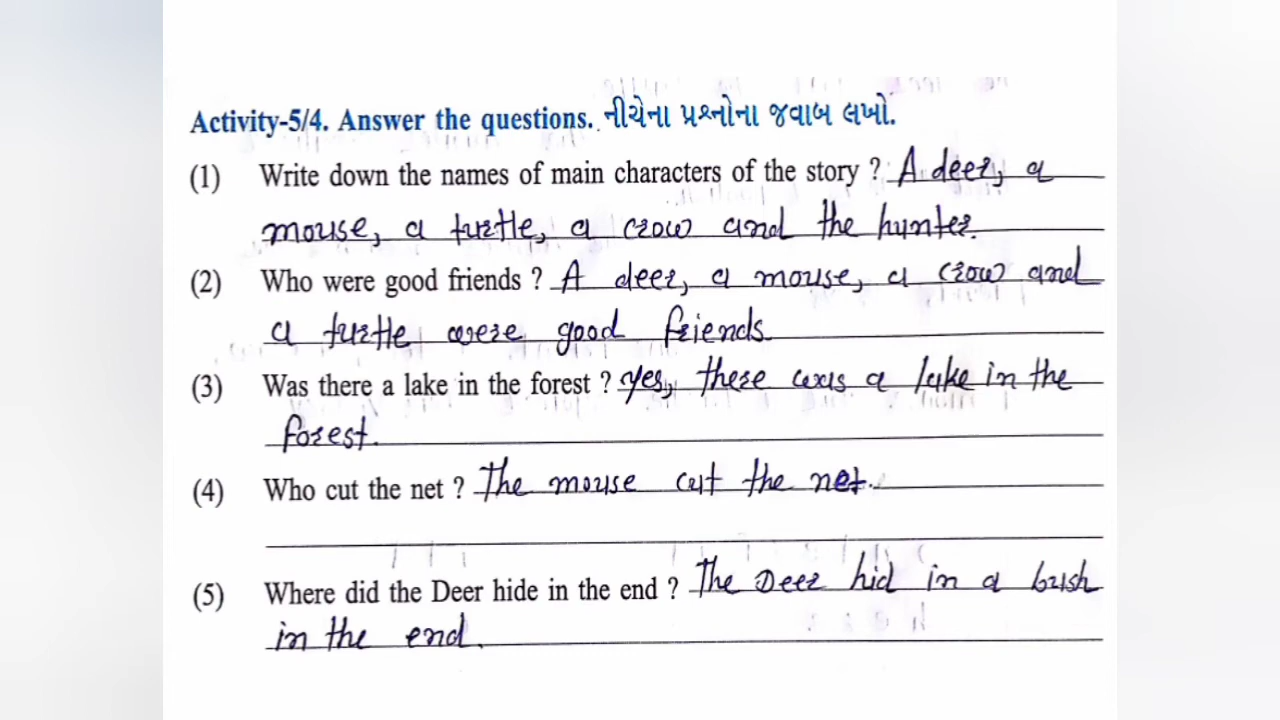 Activity-5/4. Answer the questions. નીચેના પ્રશ્નોના જવાબ લખો.
(1) Write down the names of main characters of the story ? A deer, a
mouse, a turtle, a crow and the hunter.
(2) Who were good friends ? A deer, a mouse, a crow and
a turtle were good friends.
(3) Was there a lake in the forest ? Yes, there was a lake in the
forest.
(4) Who cut the net ? The mouse cut the net.
(5) Where did the Deer hide in the end ? The Deer hid in a bush
in the end.